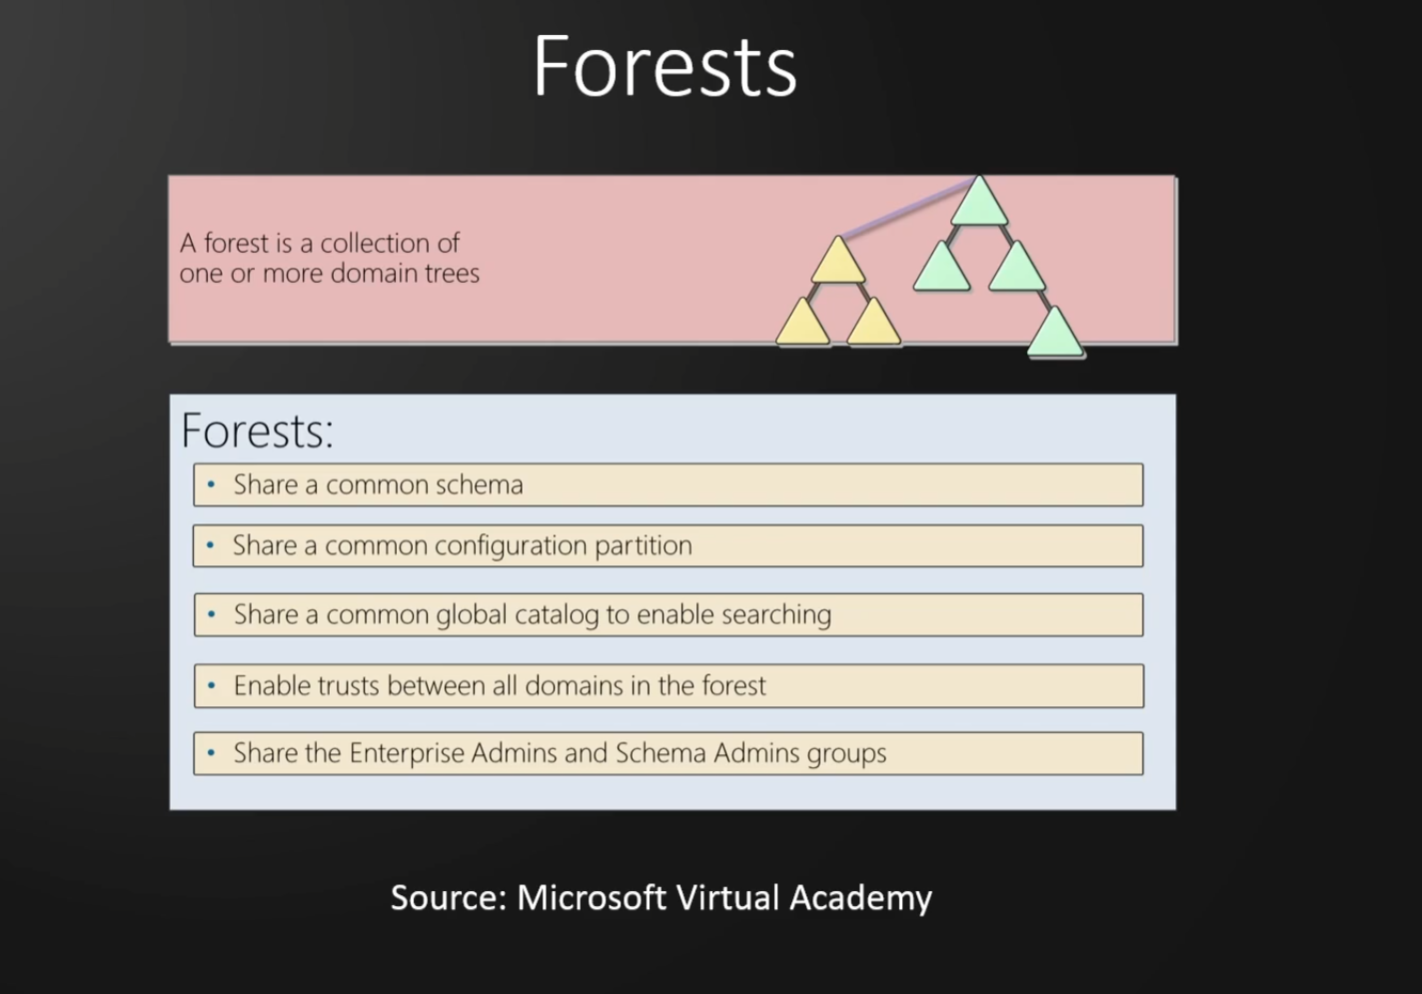 Forests
A forest is a collection of
one or more domain trees
Forests:
• Share a common schema
• Share a common configuration partition
• Share a common global catalog to enable searching
• Enable trusts between all domains in the forest
• Share the Enterprise Admins and Schema Admins groups
Source: Microsoft Virtual Academy